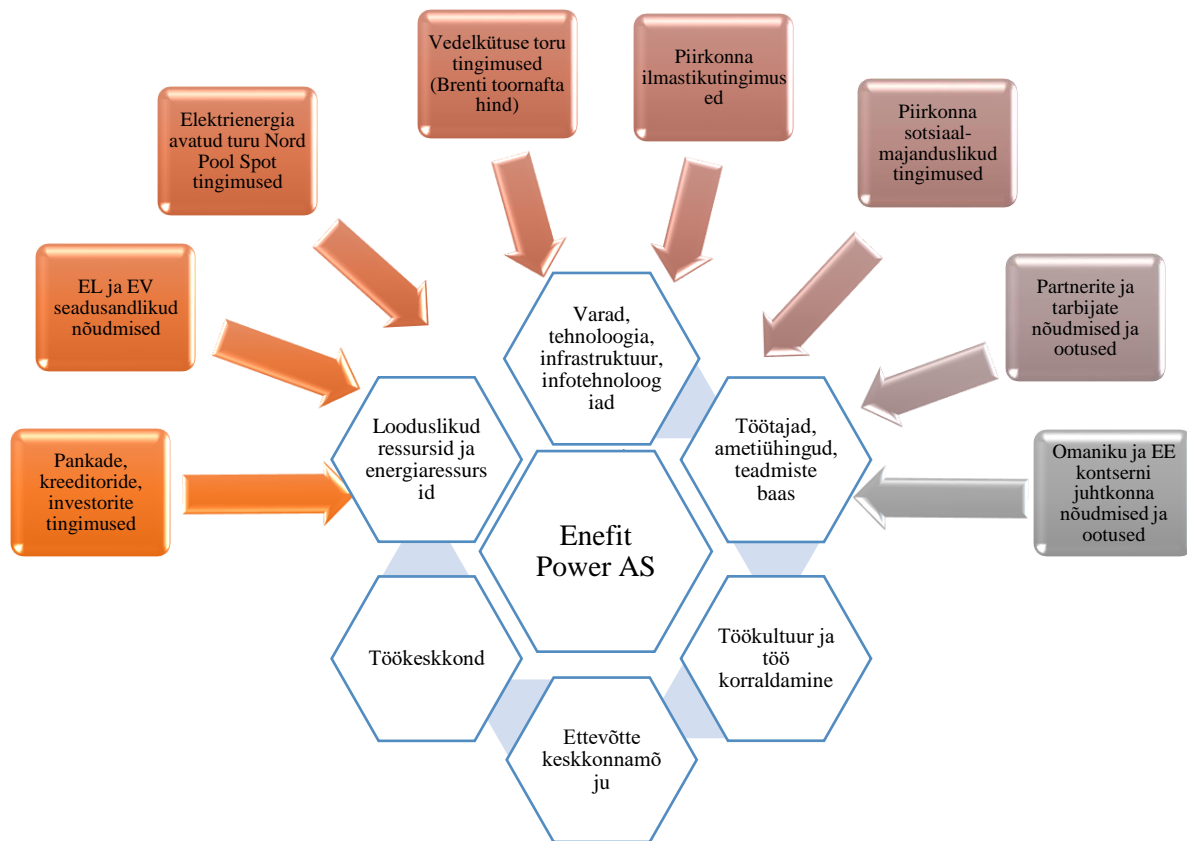 Vedelkütuse toru
tingimused
(Brenti toornafta
hind)
Piirkonna
ilmastikutingimus
ed
Elektrienergia
avatud turu Nord
Pool Spot
tingimused
Piirkonna
sotsiaal-
majanduslikud
tingimused
EL ja EV
seadusandlikud
nõudmised
Partnerite ja
tarbijate
nõudmised ja
ootused
Pankade,
kreeditoride,
investorite
tingimused
Omaniku ja EE
kontserni
juhtkonna
nõudmised ja
ootused
Varad,
tehnoloogia,
infrastruktuur,
infotehnoloog
iad
Looduslikud
ressursid ja
energiaressurs
id
Töötajad,
ametiühingud,
teadmiste
baas
Enefit
Power AS
Töökeskkond
Töökultuur ja
töö
korraldamine
Ettevõtte
keskkonnamõ
ju